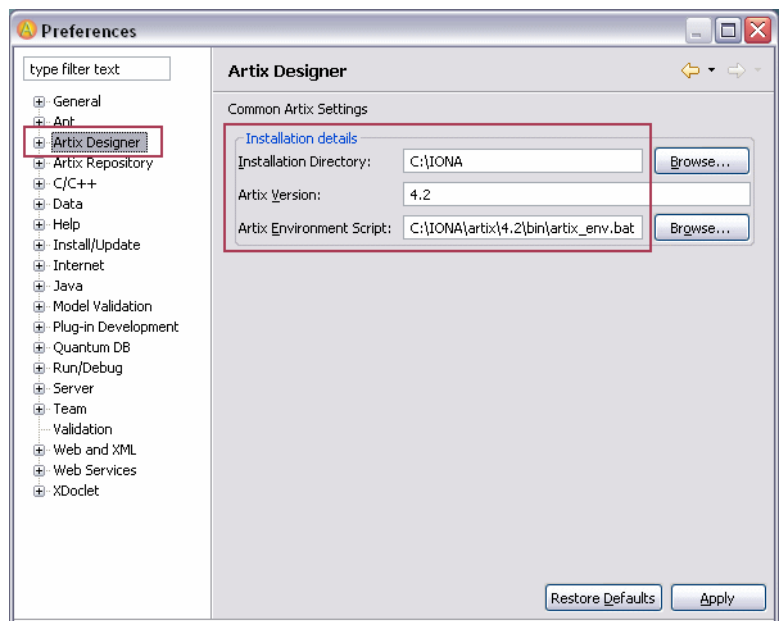 Preferences
type filter text
General
Ant
Artix Designer
Artix Repository
C/C++
Data
Help
Install/Update
Internet
Java
Model Validation
Plug-in Development
Quantum DB
Run/Debug
Server
Team
Validation
Web and XML
Web Services
XDoclet
Artix Designer
Common Artix Settings
Installation details
Installation Directory: C:\IONA Browse...
Artix Version: 4.2
Artix Environment Script: C:\IONA\artix\4.2\bin\artix_env.bat Browse...
Restore Defaults Apply